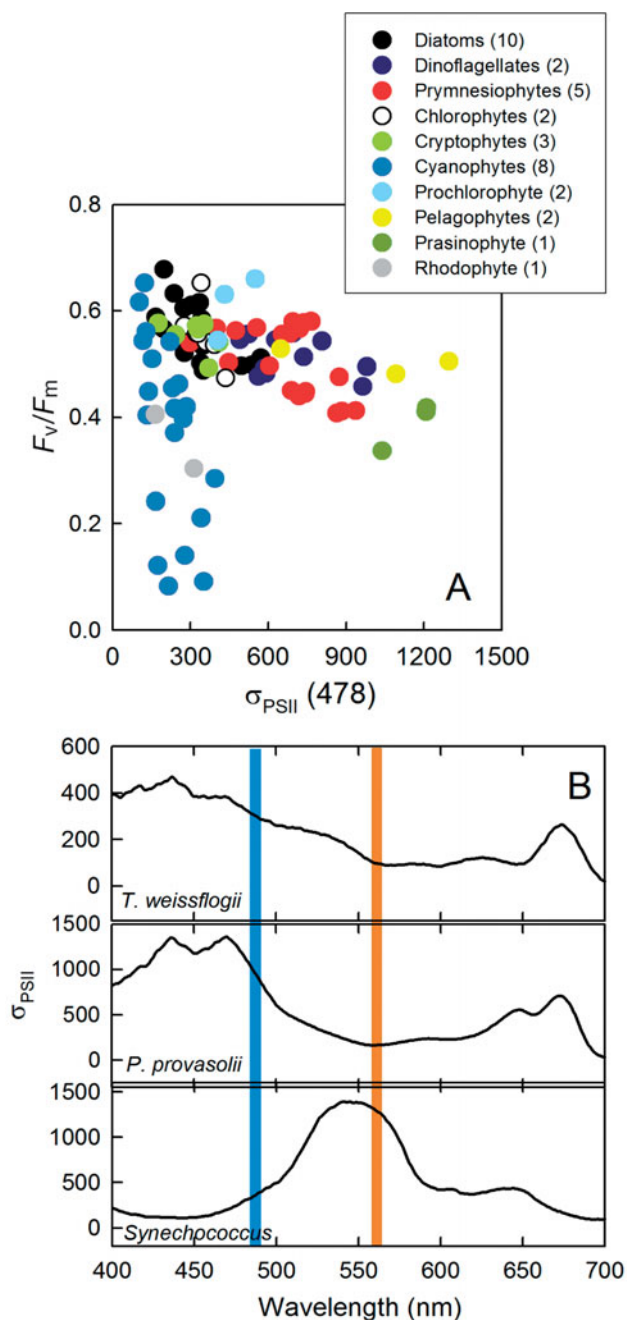 Diatoms (10)
Dinoflagellates (2)
Prymnesiophytes (5)
Chlorophytes (2)
Cryptophytes (3)
Cyanophytes (8)
Prochlorophyte (2)
Pelagophytes (2)
Prasinophyte (1)
Rhodophyte (1)
0.8
0.6
0.4
0.2
0.0
Fv/Fm
A
0 300 600 900 1200 1500
σPSII (478)
600
400
200
0
B
T. weissflogii
1500
1000
500
0
σPSII
P. provasolii
1500
1000
500
0
Synechpcoccus
400 450 500 550 600 650 700
Wavelength (nm)